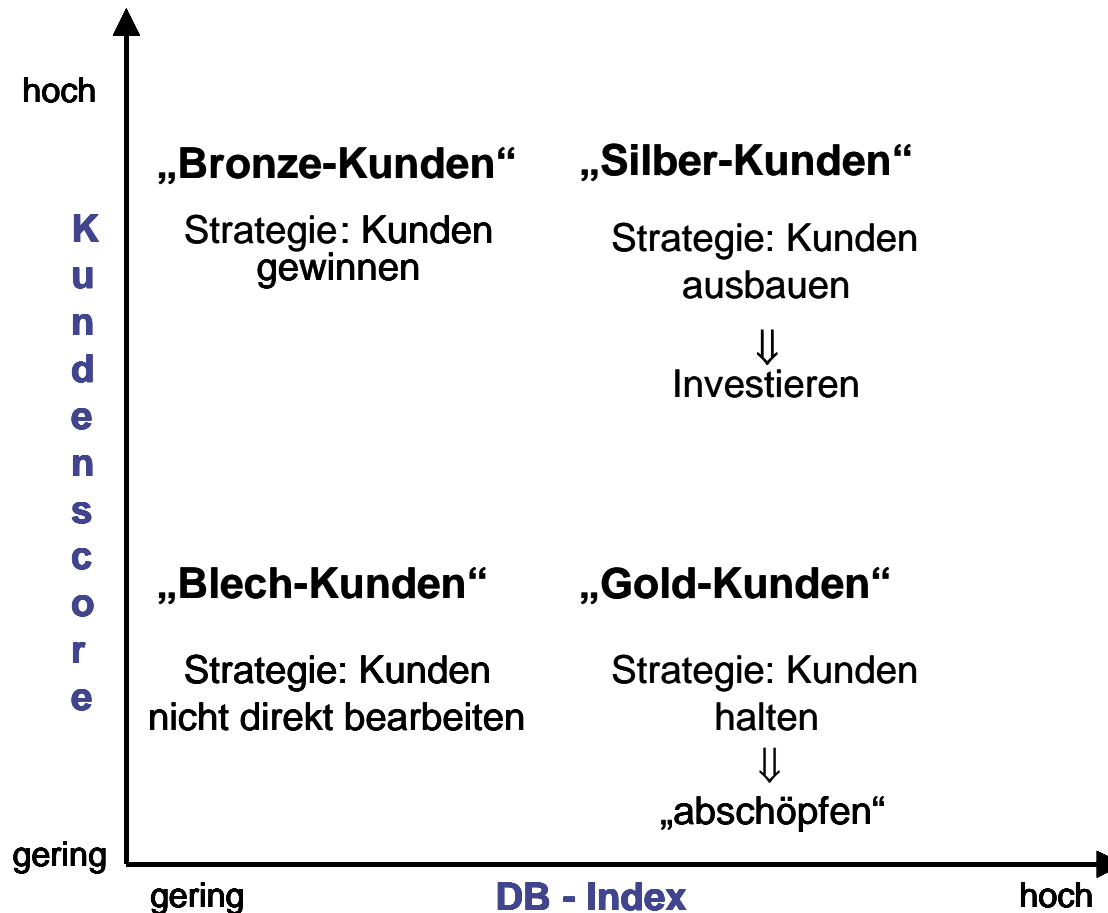 hoch
„Bronze-Kunden“
Strategie: Kunden
gewinnen
„Silber-Kunden“
Strategie: Kunden
ausbauen
⇓
Investieren
Kundenscore
„Blech-Kunden“
Strategie: Kunden
nicht direkt bearbeiten
„Gold-Kunden“
Strategie: Kunden
halten
⇓
„abschöpfen“
gering
gering
DB - Index
hoch